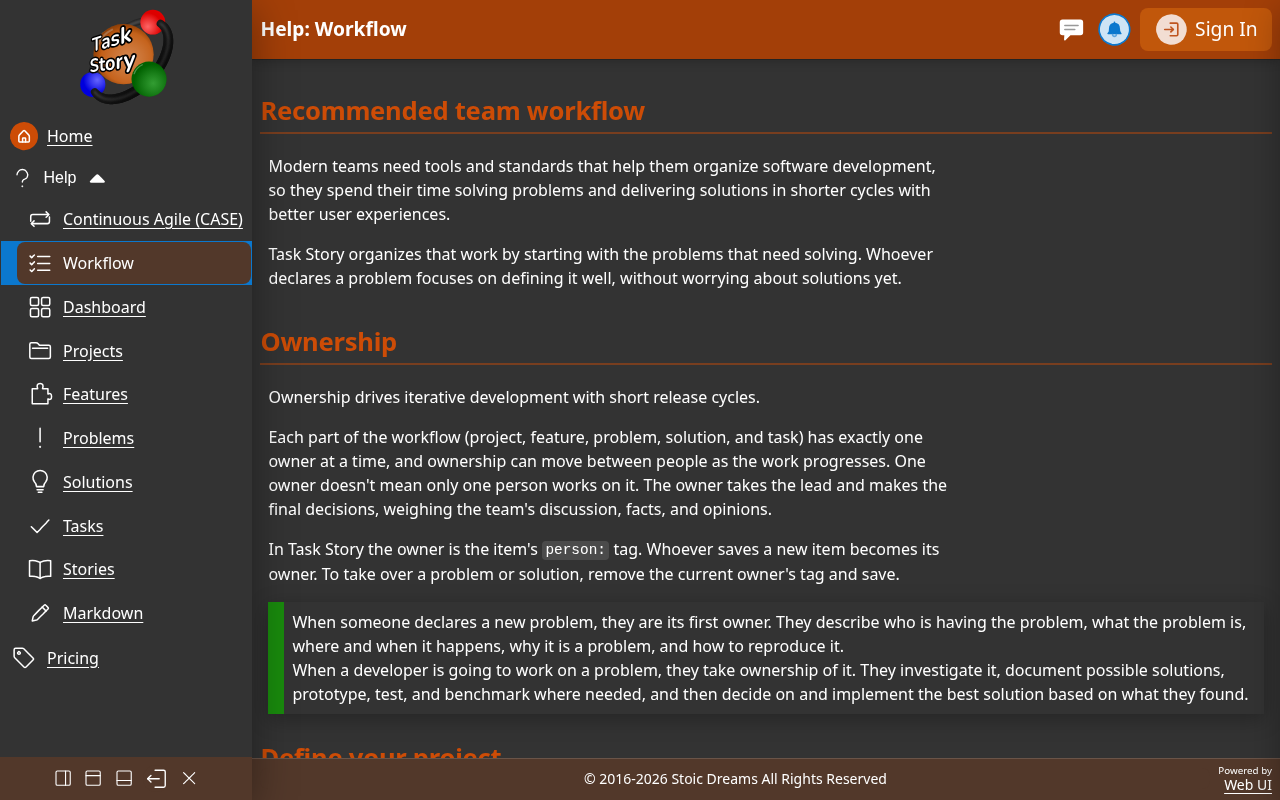 Task
Story
Home
Help
Continuous Agile (CASE)
Workflow
Dashboard
Projects
Features
Problems
Solutions
Tasks
Stories
Markdown
Pricing
Help: Workflow
Sign In
Recommended team workflow
Modern teams need tools and standards that help them organize software development,
so they spend their time solving problems and delivering solutions in shorter cycles with
better user experiences.
Task Story organizes that work by starting with the problems that need solving. Whoever
declares a problem focuses on defining it well, without worrying about solutions yet.
Ownership
Ownership drives iterative development with short release cycles.
Each part of the workflow (project, feature, problem, solution, and task) has exactly one
owner at a time, and ownership can move between people as the work progresses. One
owner doesn't mean only one person works on it. The owner takes the lead and makes the
final decisions, weighing the team's discussion, facts, and opinions.
In Task Story the owner is the item's person: tag. Whoever saves a new item becomes its
owner. To take over a problem or solution, remove the current owner's tag and save.
When someone declares a new problem, they are its first owner. They describe who is having the problem, what the problem is,
where and when it happens, why it is a problem, and how to reproduce it.
When a developer is going to work on a problem, they take ownership of it. They investigate it, document possible solutions,
prototype, test, and benchmark where needed, and then decide on and implement the best solution based on what they found.
Define your project
© 2016-2026 Stoic Dreams All Rights Reserved
Powered by
Web UI